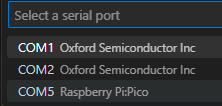 Select a serial port
COM1 Oxford Semiconductor Inc
COM2 Oxford Semiconductor Inc
COM5 Raspberry Pi:Pico